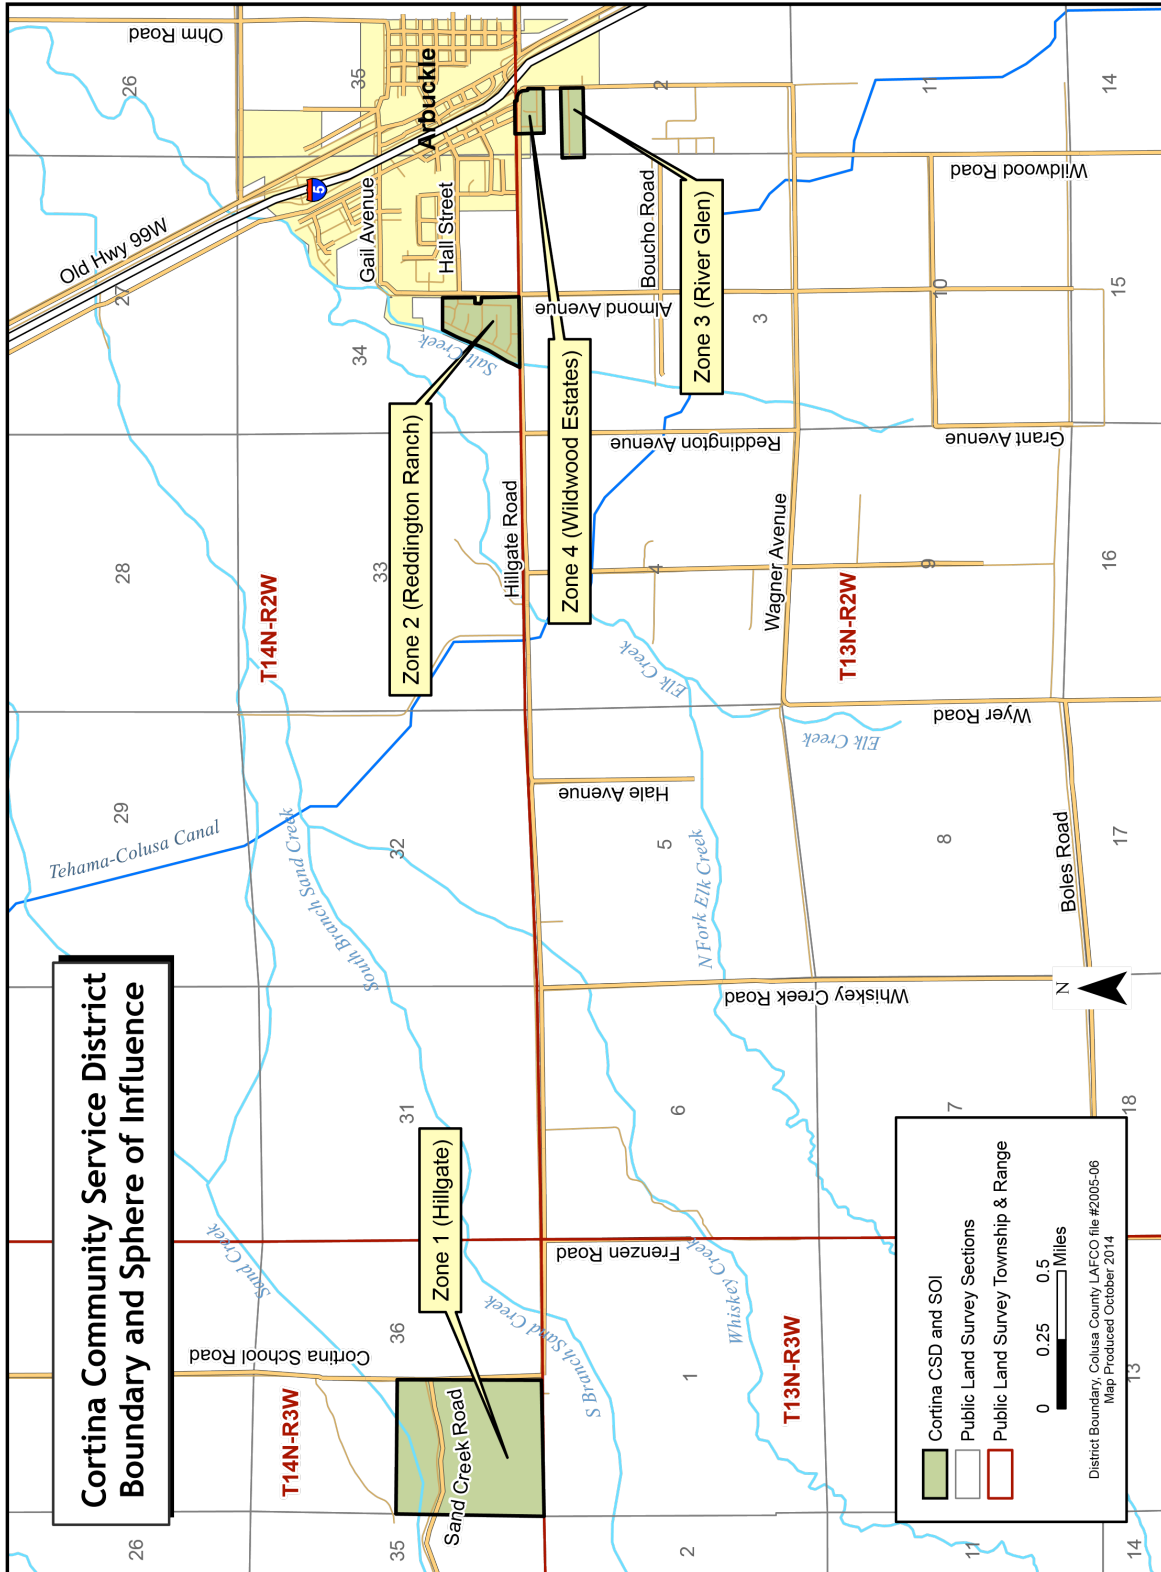 Cortina Community Service District
Boundary and Sphere of Influence
Ohm Road
26
35
Arbuckle
Old Hwy 99W
5
27
Gail Avenue
Hall Street
34
Salt Creek
28
T14N-R2W
33
Zone 2 (Reddington Ranch)
29
Tehama-Colusa Canal
South Branch Sand Creek
32
31
Sand Creek
Cortina School Road
36
Zone 1 (Hillgate)
T14N-R3W
Sand Creek Road
26
35
Hillgate Road
Zone 4 (Wildwood Estates)
Zone 3 (River Glen)
Boucho Road
Almond Avenue
2
11
14
Wildwood Road
3
10
15
Reddington Avenue
Grant Avenue
4
Wagner Avenue
9
16
T13N-R2W
Elk Creek
Elk Creek
Wyer Road
Hale Avenue
5
N Fork Elk Creek
8
Boles Road
17
Whiskey Creek Road
N
6
7
18
Frenzen Road
Whiskey Creek
S Branch Sand Creek
1
T13N-R3W
13
2
11
14
Cortina CSD and SOI
Public Land Survey Sections
Public Land Survey Township & Range
0 0.25 0.5
Miles
District Boundary, Colusa County LAFCO file #2005-06
Map Produced October 2014